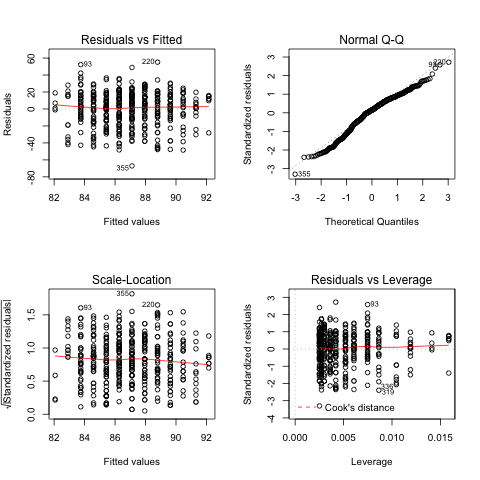 Residuals vs Fitted
Residuals
-80 -40 0 20 60
93
220
355
82 84 86 88 90 92
Fitted values
Normal Q-Q
Standardized residuals
-3 -2 -1 0 1 2 3
355
-3 -2 -1 0 1 2 3
Theoretical Quantiles
Scale-Location
√|Standardized residuals|
0.0 0.5 1.0 1.5
93
355
220
82 84 86 88 90 92
Fitted values
Residuals vs Leverage
Standardized residuals
-4 -3 -2 -1 0 1 2 3
93
336
319
Cook's distance
0.000 0.005 0.010 0.015
Leverage